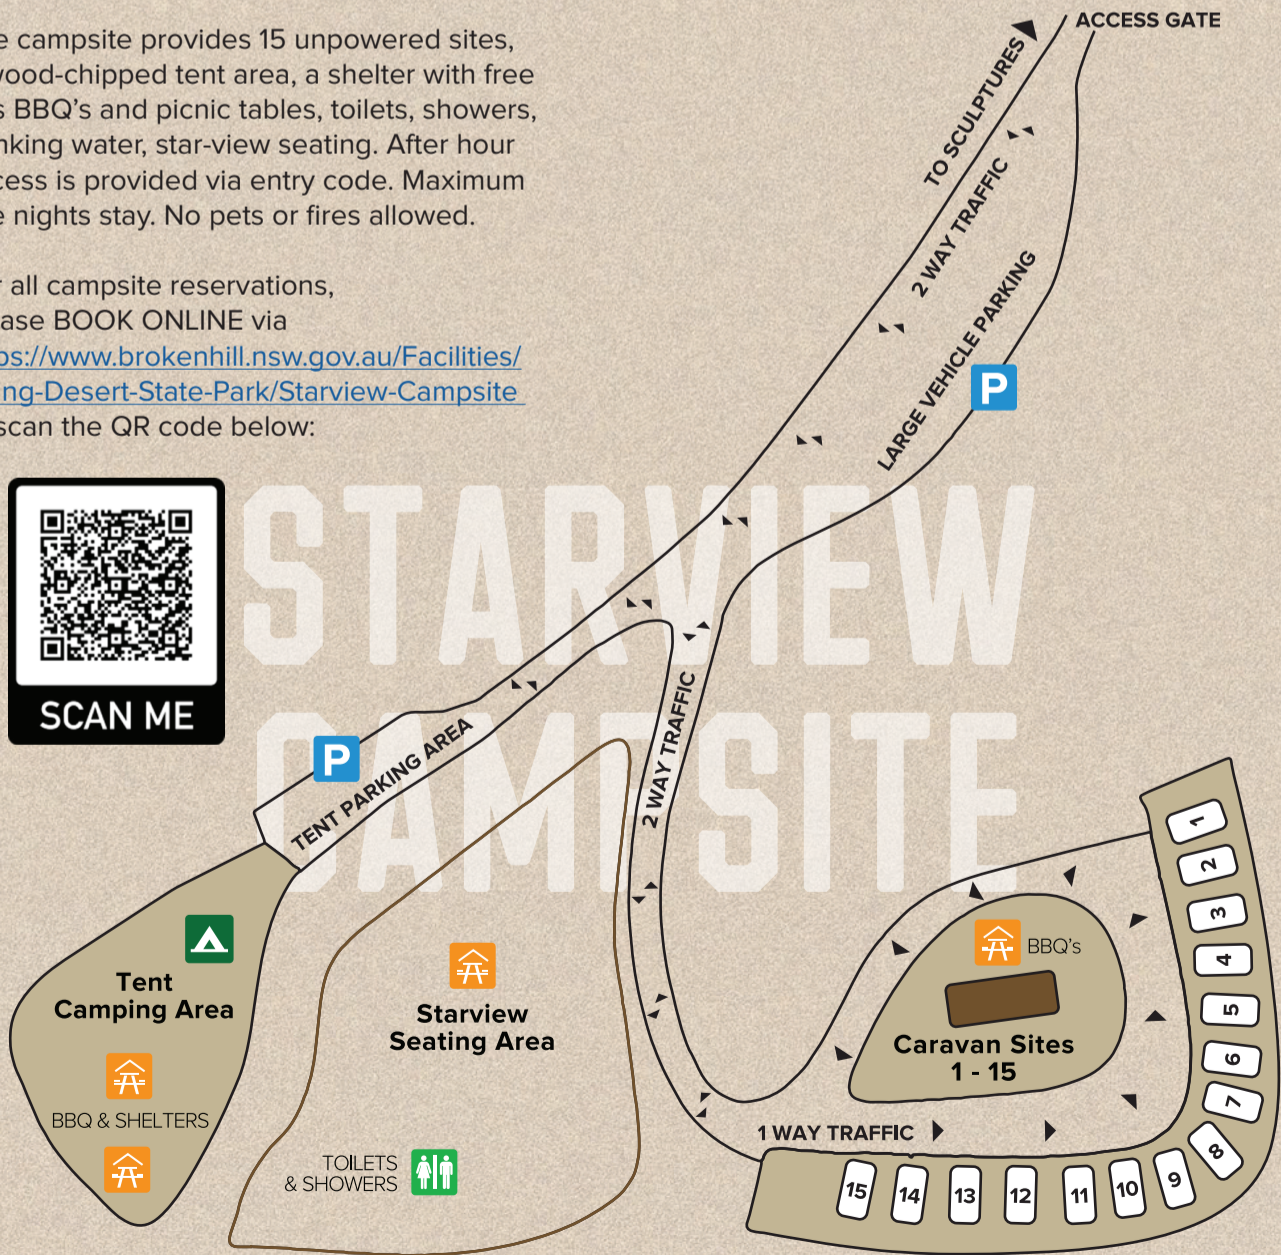 e campsite provides 15 unpowered sites,
wood-chipped tent area, a shelter with free
s BBQ's and picnic tables, toilets, showers,
nking water, star-view seating. After hour
cess is provided via entry code. Maximum
e nights stay. No pets or fires allowed.
r all campsite reservations,
ase BOOK ONLINE via
ps://www.brokenhill.nsw.gov.au/Facilities/
ng-Desert-State-Park/Starview-Campsite
scan the QR code below:
SCAN ME
STARVIEW
CAMPSITE
ACCESS GATE
TO SCULPTURES
2 WAY TRAFFIC
LARGE VEHICLE PARKING
P
P
TENT PARKING AREA
2 WAY TRAFFIC
Tent
Camping Area
BBQ & SHELTERS
Starview
Seating Area
TOILETS
& SHOWERS
BBQ's
Caravan Sites
1 - 15
1 WAY TRAFFIC
1
2
3
4
5
6
7
8
9
10
11
12
13
14
15